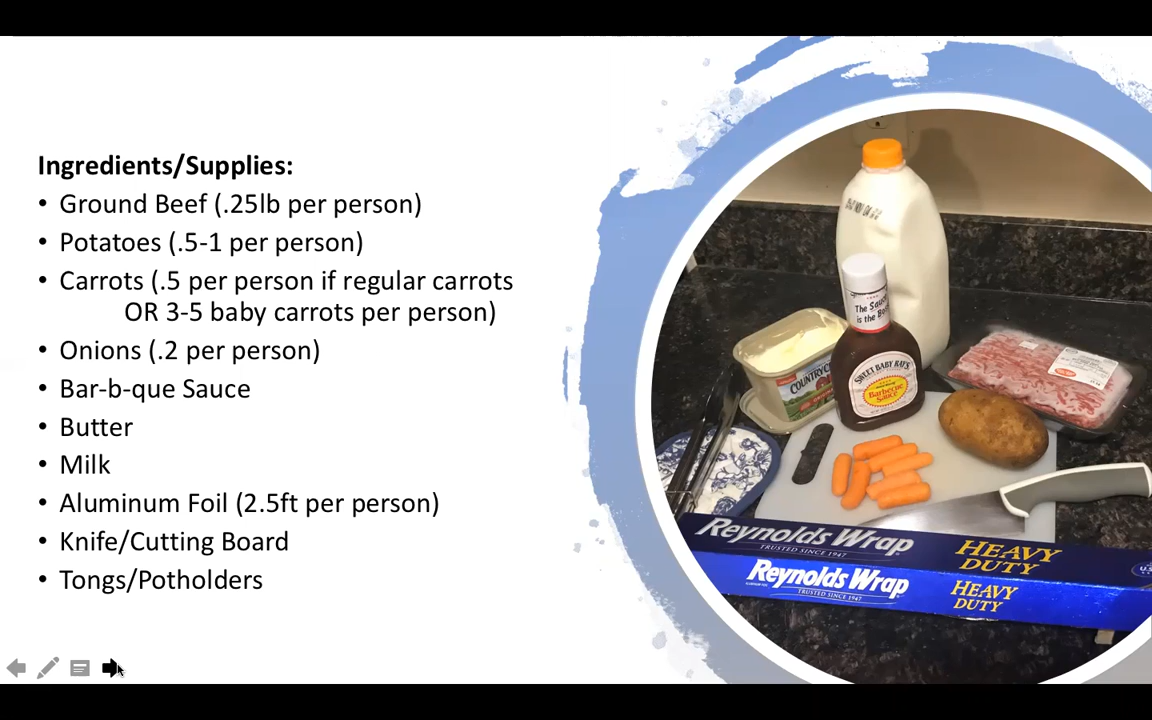 Ingredients/Supplies:
• Ground Beef (.25lb per person)
• Potatoes (.5-1 per person)
• Carrots (.5 per person if regular carrots
OR 3-5 baby carrots per person)
• Onions (.2 per person)
• Bar-b-que Sauce
• Butter
• Milk
• Aluminum Foil (2.5ft per person)
• Knife/Cutting Board
• Tongs/Potholders
The Sauce
is the Bo
COUNTRY
SWEET BABY RAY'S
Barbecue
Sauce
Reynolds Wrap
TRUSTED SINCE 1947
HEAVY
DUTY
Reynolds Wrap
TRUSTED SINCE 1947
HEAVY
DUTY